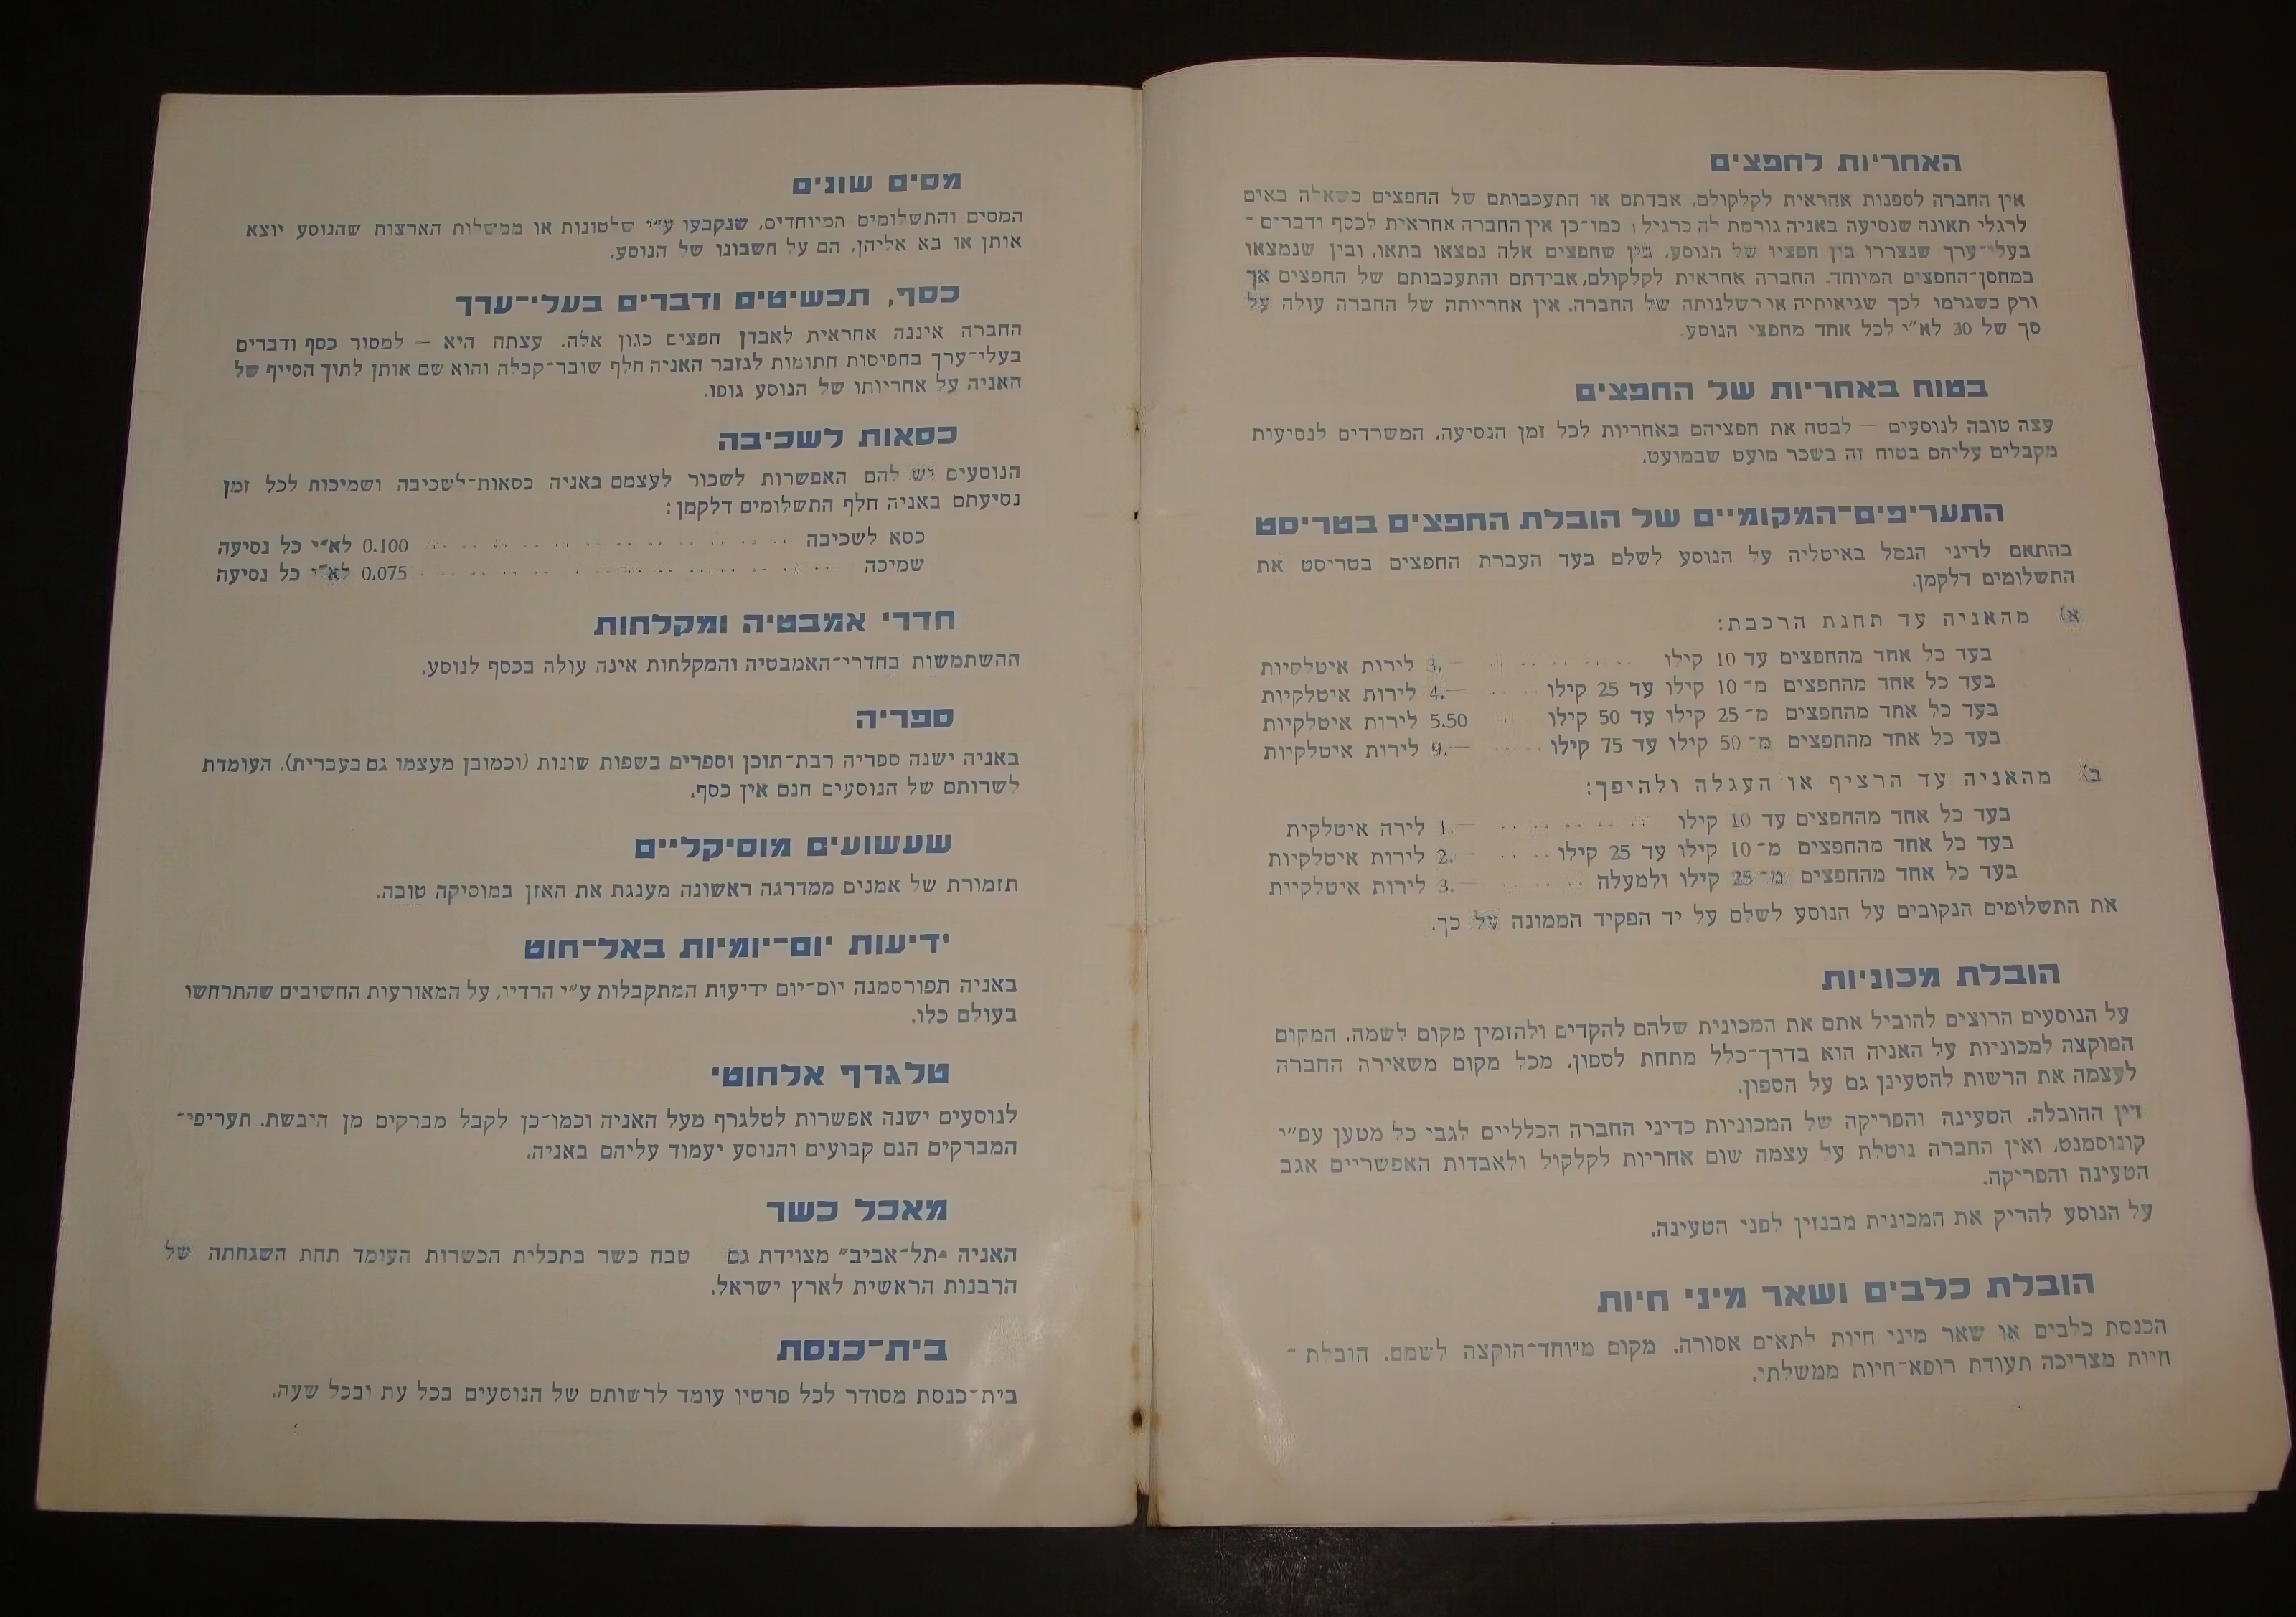 האחריות לחפצים
אין החברה לספנות אחראית לקלקולם, אבדתם או התעכבותם של החפצים כשאלה באים
לרגלי תאונה שנסיעה באניה גורמת לה כרגיל; כמו־כן אין החברה אחראית לכסף ודברים־
בעלי־ערך שנצררו בין חפציו של הנוסע, בין שחפצים אלה נמצאו בתאו, ובין שנמצאו
במחסן־החפצים המיוחד. החברה אחראית לקלקולם, אבידתם והתעכבותם של החפצים אך
ורק כשגרמו לכך שגיאותיה או רשלנותה של החברה. אין אחריותה של החברה עולה על
סך של 30 לא״י לכל אחד מחפצי הנוסע.
בטוח באחריות של החפצים
עצה טובה לנוסעים — לבטח את חפציהם באחריות לכל זמן הנסיעה. המשרדים לנסיעות
מקבלים עליהם בטוח זה בשכר מועט שבמועט.
התעריפים־המקומיים של הובלת החפצים בטריסט
בהתאם לדיני הנמל באיטליה על הנוסע לשלם בעד העברת החפצים בטריסט את
התשלומים דלקמן.
א) מהאניה עד תחנת הרכבת:
בעד כל אחד מהחפצים עד 10 קילו .. .. .. .. 3.— לירות איטלקיות
בעד כל אחד מהחפצים מ־10 קילו עד 25 קילו .. .. 4.— לירות איטלקיות
בעד כל אחד מהחפצים מ־25 קילו עד 50 קילו .. 5.50 לירות איטלקיות
בעד כל אחד מהחפצים מ־50 קילו עד 75 קילו .. .. 9.— לירות איטלקיות
ב) מהאניה עד הרציף או העגלה ולהיפך:
בעד כל אחד מהחפצים עד 10 קילו .. .. .. .. 1.— לירה איטלקית
בעד כל אחד מהחפצים מ־10 קילו עד 25 קילו .. .. 2.— לירות איטלקיות
בעד כל אחד מהחפצים מ־25 קילו ולמעלה .. .. .. 3.— לירות איטלקיות
את התשלומים הנקובים על הנוסע לשלם על יד הפקיד הממונה על כך.
הובלת מכוניות
על הנוסעים הרוצים להוביל אתם את המכונית שלהם להקדים ולהזמין מקום לשמה. המקום
המוקצה למכוניות על האניה הוא בדרך־כלל מתחת לספון. מכל מקום משאירה החברה
לעצמה את הרשות להטעינן גם על הספון.
דין ההובלה, הטעינה והפריקה של המכוניות כדיני החברה הכלליים לגבי כל מטען עפ״י
קונוסמנט, ואין החברה נוטלת על עצמה שום אחריות לקלקול ולאבדות האפשריים אגב
הטעינה והפריקה.
על הנוסע להריק את המכונית מבנזין לפני הטעינה.
הובלת כלבים ושאר מיני חיות
הכנסת כלבים או שאר מיני חיות לתאים אסורה. מקום מיוחד־הוקצה לשמם. הובלת־
חיות מצריכה תעודת רופא־חיות ממשלתי.
מסים שונים
המסים והתשלומים המיוחדים, שנקבעו ע״י שלטונות או ממשלות הארצות שהנוסע יוצא
אותן או בא אליהן, הם על חשבונו של הנוסע.
כסף, תכשיטים ודברים בעלי־ערך
החברה איננה אחראית לאבדן חפצים כגון אלה. עצתה היא — למסור כסף ודברים
בעלי־ערך בחפיסות חתומות לגזבר האניה חלף שובר־קבלה והוא שם אותן לתוך הסייף של
האניה על אחריותו של הנוסע גופו.
כסאות לשכיבה
הנוסעים יש להם האפשרות לשכור לעצמם באניה כסאות־לשכיבה ושמיכות לכל זמן
נסיעתם באניה חלף התשלומים דלקמן:
כסא לשכיבה .. .. .. .. .. .. .. .. 0.100 לא״י כל נסיעה
שמיכה .. .. .. .. .. .. .. .. 0.075 לא״י כל נסיעה
חדרי אמבטיה ומקלחות
ההשתמשות בחדרי־האמבטיה והמקלחות אינה עולה בכסף לנוסע.
ספריה
באניה ישנה ספריה רבת־תוכן וספרים בשפות שונות (וכמובן מעצמו גם בעברית), העומדת
לשרותם של הנוסעים חנם אין כסף.
שעשועים מוסיקליים
תזמורת של אמנים ממדרגה ראשונה מענגת את האזן במוסיקה טובה.
ידיעות יום־יומיות באל־חוט
באניה תפורסמנה יום־יום ידיעות המתקבלות ע״י הרדיו, על המאורעות החשובים שהתרחשו
בעולם כלו.
טלגרף אלחוטי
לנוסעים ישנה אפשרות לטלגרף מעל האניה וכמו־כן לקבל מברקים מן היבשת. תעריפי־
המברקים הנם קבועים והנוסע יעמוד עליהם באניה.
מאכל כשר
האניה „תל־אביב״ מצוידת גם טבח כשר בתכלית הכשרות העומד תחת השגחתה של
הרבנות הראשית לארץ ישראל.
בית־כנסת
בית־כנסת מסודר לכל פרטיו עומד לרשותם של הנוסעים בכל עת ובכל שעה.